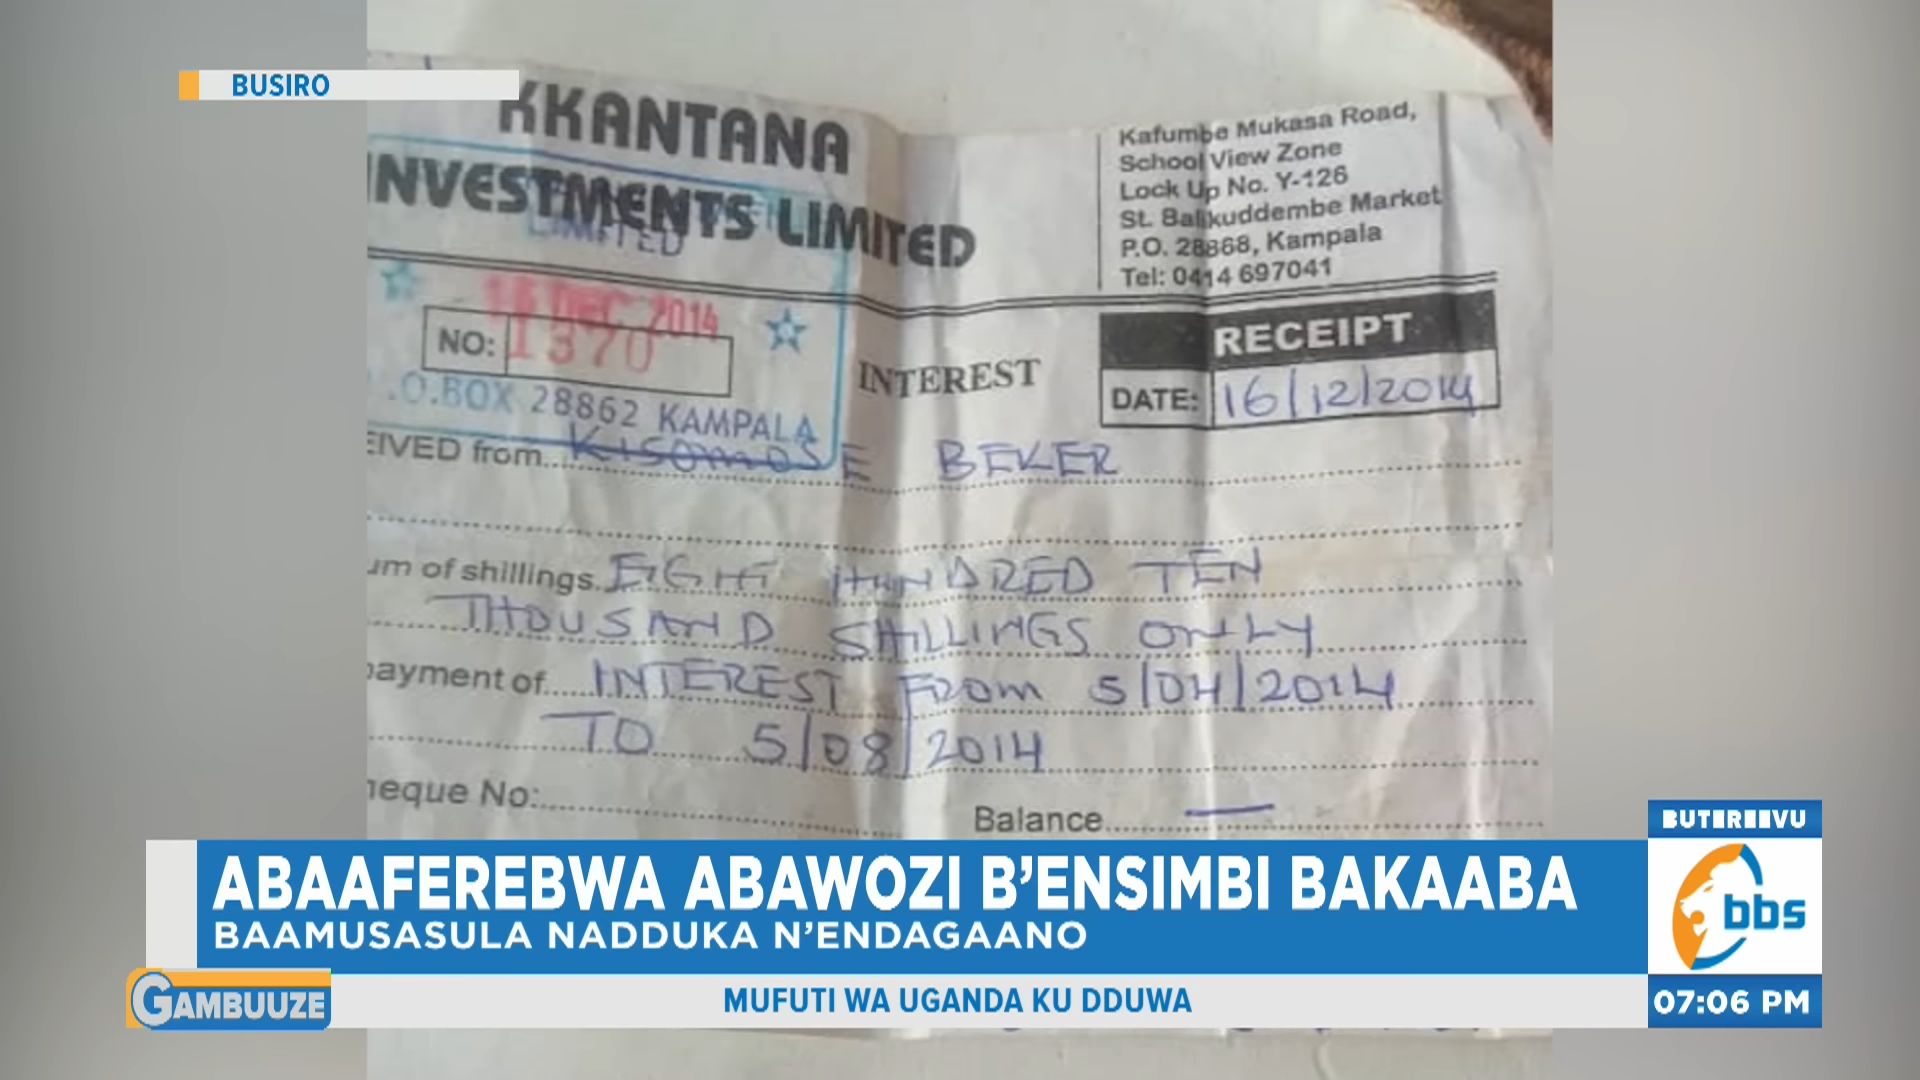 BUSIRO
KKANTANA
INVESTMENTS LIMITED
LIMITED
Kafumbe Mukasa Road,
School View Zone
Lock Up No. Y-126
St. Balikuddembe Market
P.O. 28868, Kampala
Tel: 0414 697041
16 DEC 2014
NO: 1370
.O.BOX 28862 KAMPALA
INTEREST
RECEIPT
DATE: 16/12/2014
EIVED from KISOMOSE BEKER
um of shillings EIGHT HUNDRED TEN
THOUSAND SHILLINGS ONLY
payment of INTEREST FROM 5/04/2014
TO 5/08/2014
heque No:
Balance —
ABAAFEREBWA ABAWOZI B'ENSIMBI BAKAABA
BAAMUSASULA NADDUKA N'ENDAGAANO
GAMBUUZE
MUFUTI WA UGANDA KU DDUWA
BUTEREEVU
bbs
07:06 PM